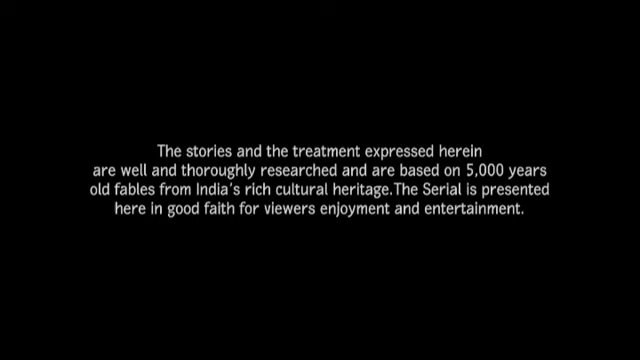 The stories and the treatment expressed herein
are well and thoroughly researched and are based on 5,000 years
old fables from India's rich cultural heritage.The Serial is presented
here in good faith for viewers enjoyment and entertainment.